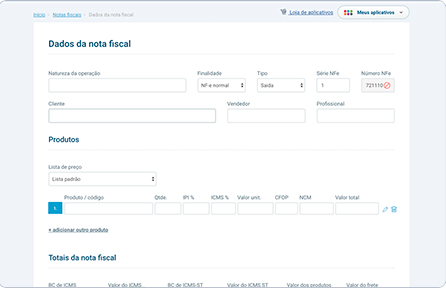 Início > Notas fiscais > Dados da nota fiscal
Loja de aplicativos
Meus aplicativos
Dados da nota fiscal
Natureza da operação Finalidade Tipo Série NFe Número NFe
NF-e normal Saída 1 721110
Cliente Vendedor Profissional
Produtos
Lista de preço
Lista padrão
Produto / código Qtde. IPI % ICMS % Valor unit. CFOP NCM Valor total
1
+ adicionar outro produto
Totais da nota fiscal
BC de ICMS Valor do ICMS BC de ICMS-ST Valor do ICMS ST Valor dos produtos Valor do frete